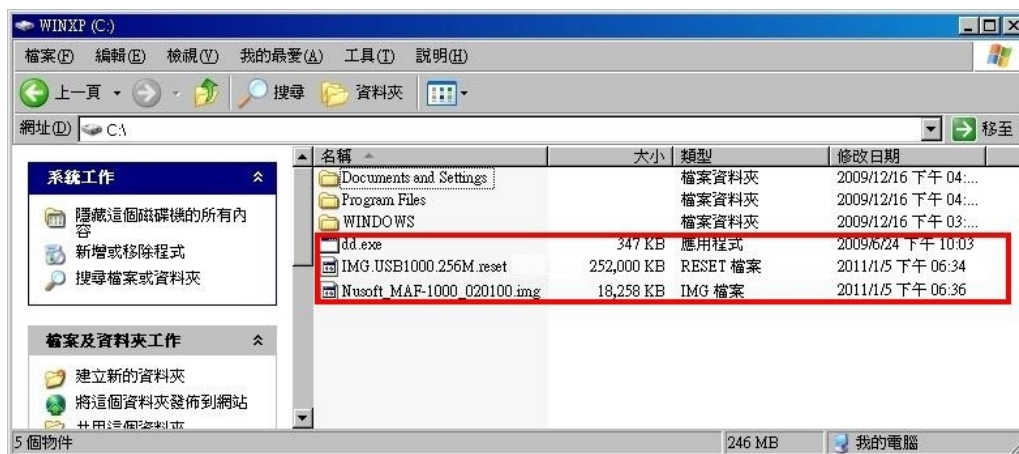 WINXP (C:)
檔案(F) 編輯(E) 檢視(V) 我的最愛(A) 工具(T) 說明(H)
上一頁 搜尋 資料夾
網址(D) C:\ 移至
名稱 大小 類型 修改日期
系統工作
隱藏這個磁碟機的所有內
容
新增或移除程式
搜尋檔案或資料夾
檔案及資料夾工作
建立新的資料夾
將這個資料夾發佈到網站
共用這個資料夾
Documents and Settings 檔案資料夾 2009/12/16 下午 04:...
Program Files 檔案資料夾 2009/12/16 下午 04:...
WINDOWS 檔案資料夾 2009/12/16 下午 03:...
dd.exe 347 KB 應用程式 2009/6/24 下午 10:03
IMG.USB1000.256M.reset 252,000 KB RESET 檔案 2011/1/5 下午 06:34
Nusoft_MAF-1000_020100.img 18,258 KB IMG 檔案 2011/1/5 下午 06:36
5 個物件 246 MB 我的電腦